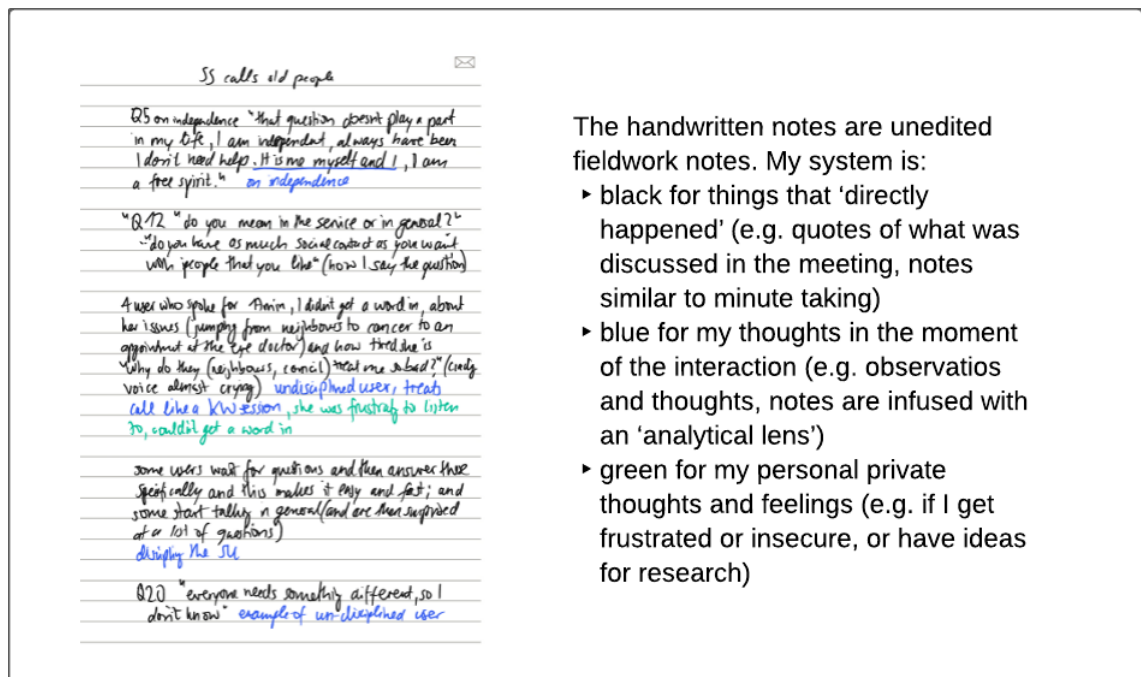 SS calls old people
Q5 on independence "that question doesn't play a part
in my life, I am independent, always have been
I don't need help. It is me myself and I, I am
a free spirit." on independence
"Q12 "do you mean in the service or in general?"
"do you have as much social contact as you want
with people that you like" (how I say the question)
A user who spoke for 7 min, I didn't get a word in, about
her issues (jumping from neighbours to cancer to an
appointment at the eye doctor) and how tired she is
"Why do they (neighbours, council) treat me so bad?" (
voice almost crying) undisciplined user, treats
call like a KW session, she was frustratig to listen
to, couldn't get a word in
some users wait for questions and then answer those
specifically and this makes it easy and fast; and
some start talking in general (and are then surprised
at a lot of questions)
the SU
Q20 "everyone needs something different, so I
don't know" example of un-disciplined user
The handwritten notes are unedited
fieldwork notes. My system is:
‣ black for things that ‘directly
happened’ (e.g. quotes of what was
discussed in the meeting, notes
similar to minute taking)
‣ blue for my thoughts in the moment
of the interaction (e.g. observatios
and thoughts, notes are infused with
an ‘analytical lens’)
‣ green for my personal private
thoughts and feelings (e.g. if I get
frustrated or insecure, or have ideas
for research)